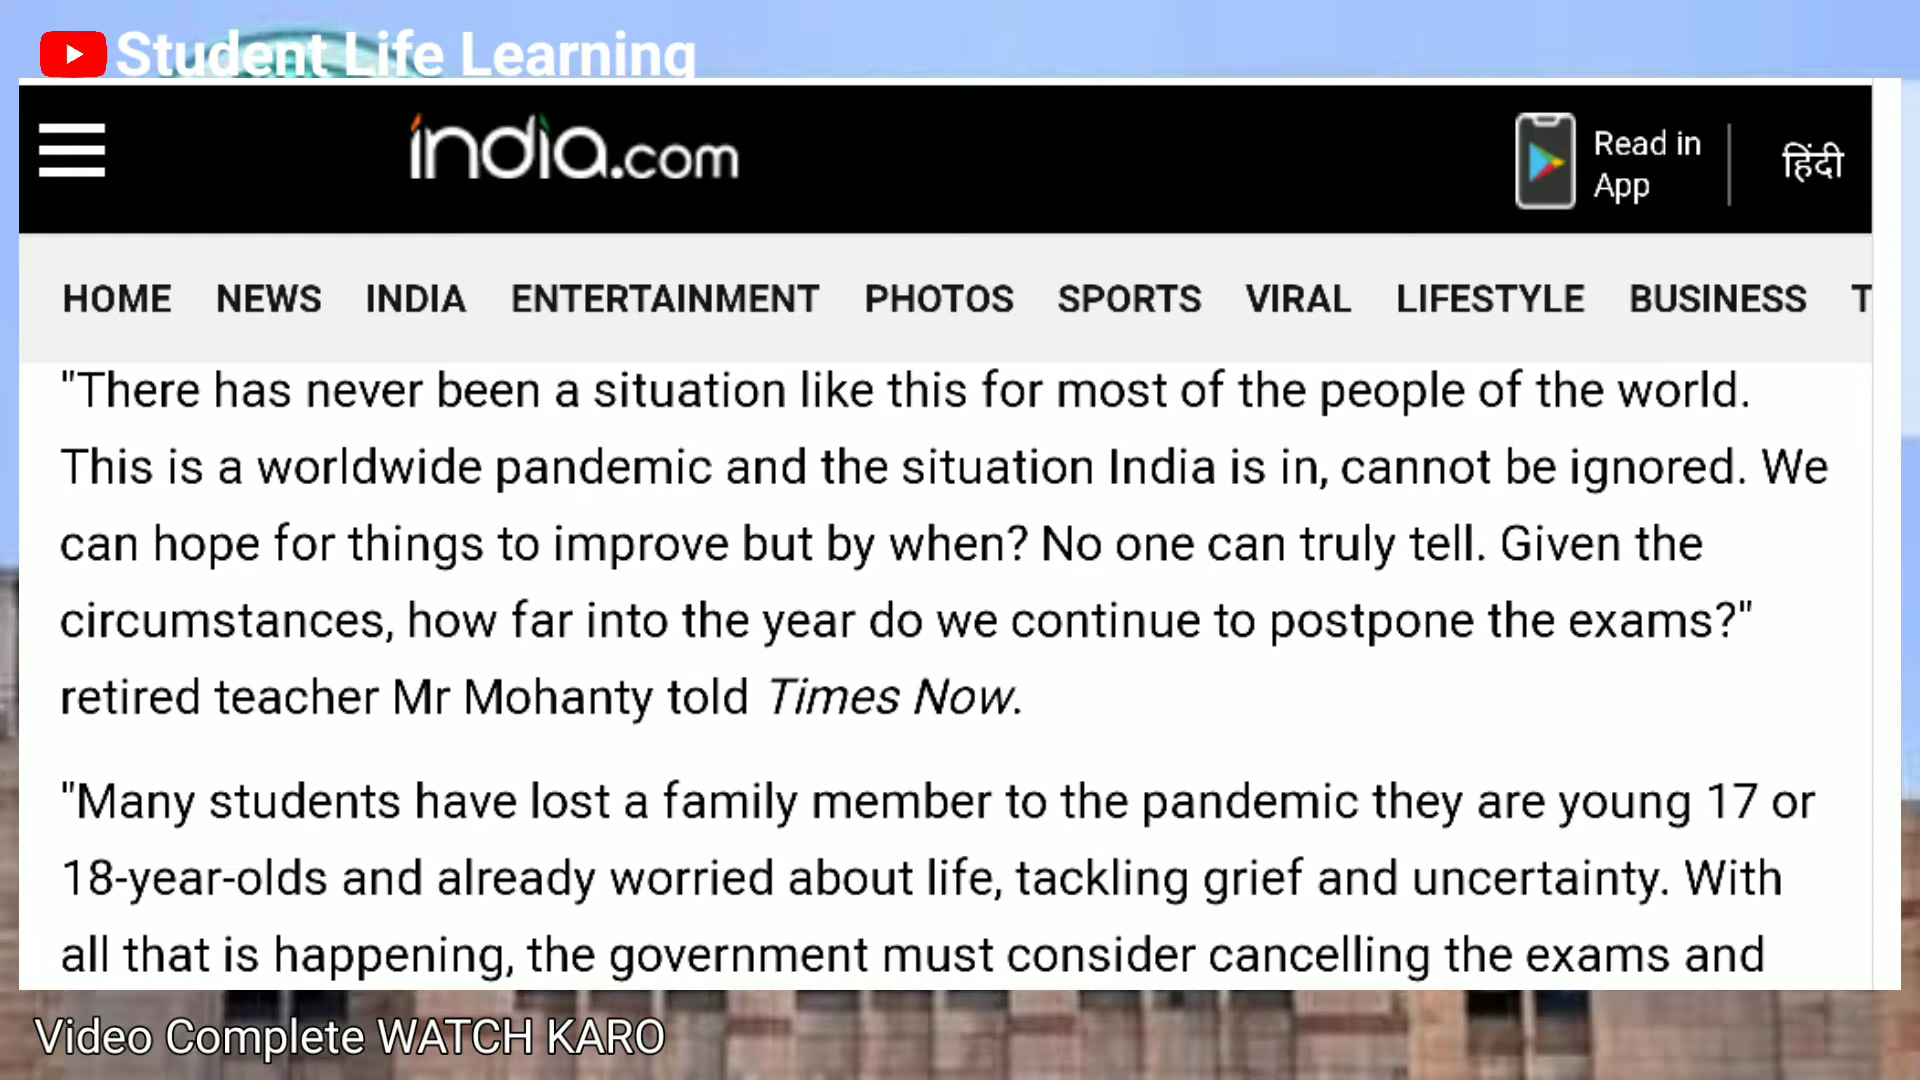 Student Life Learning
india.com
Read in
App
हिंदी
HOME NEWS INDIA ENTERTAINMENT PHOTOS SPORTS VIRAL LIFESTYLE BUSINESS T
"There has never been a situation like this for most of the people of the world.
This is a worldwide pandemic and the situation India is in, cannot be ignored. We
can hope for things to improve but by when? No one can truly tell. Given the
circumstances, how far into the year do we continue to postpone the exams?"
retired teacher Mr Mohanty told Times Now.
"Many students have lost a family member to the pandemic they are young 17 or
18-year-olds and already worried about life, tackling grief and uncertainty. With
all that is happening, the government must consider cancelling the exams and
Video Complete WATCH KARO